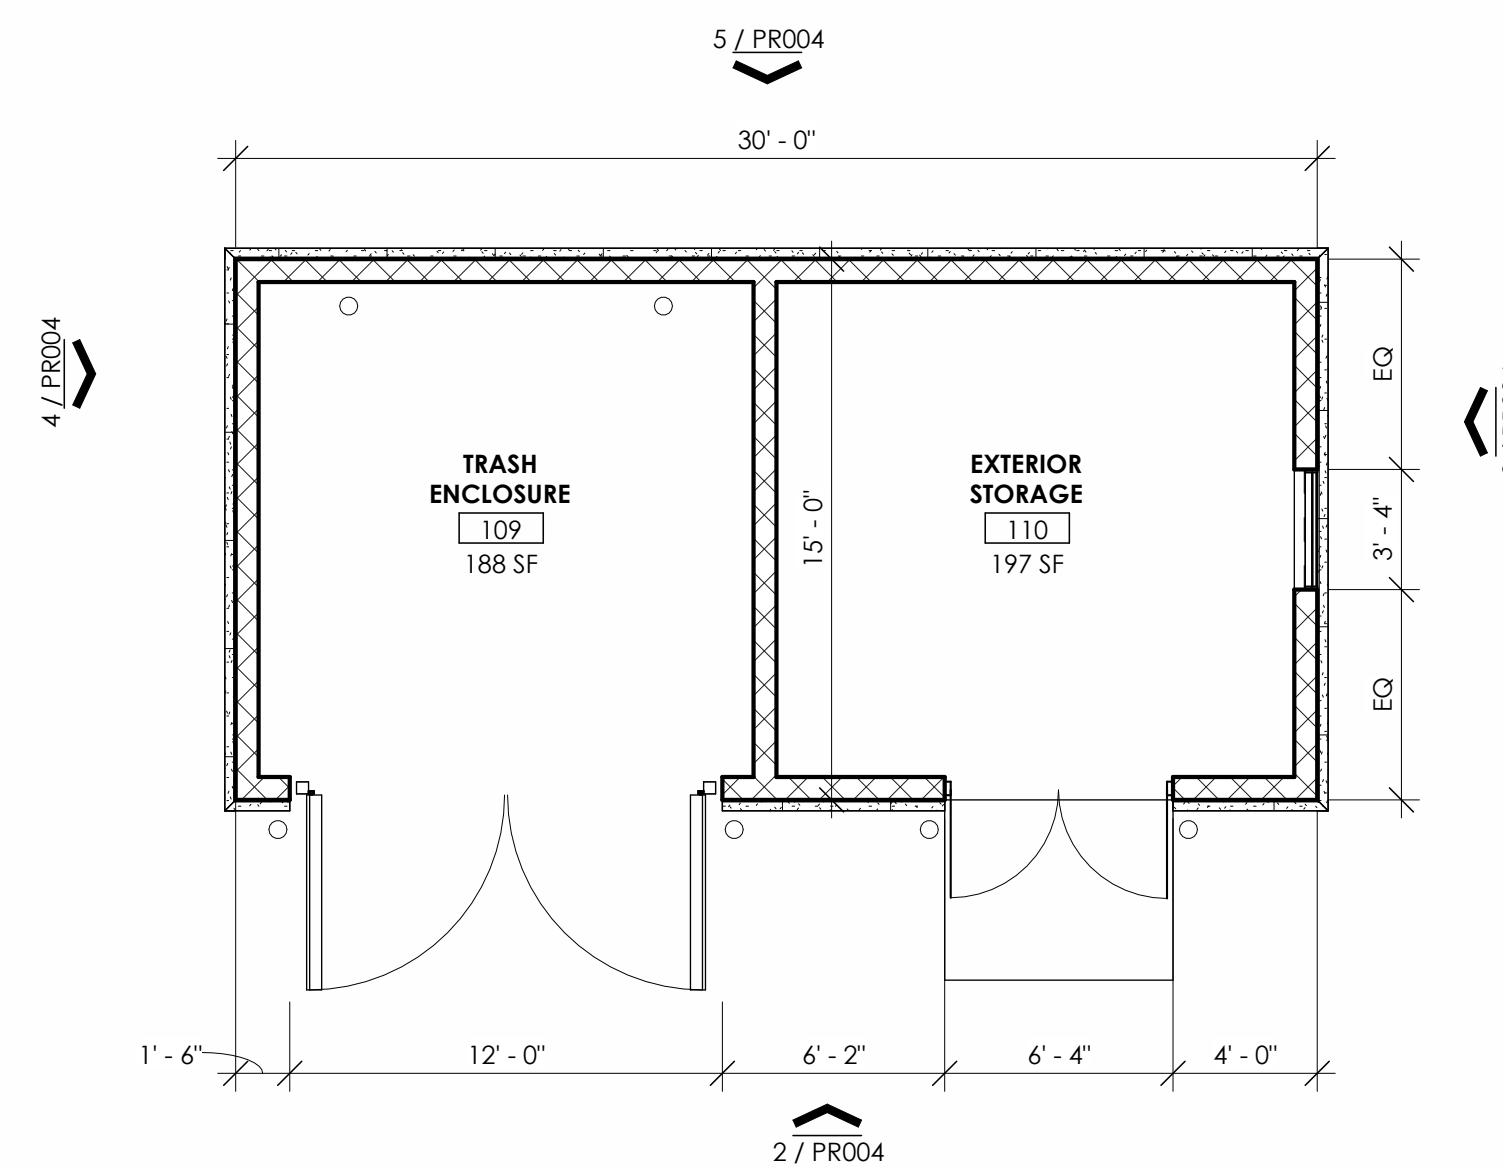 5 / PR004
30' - 0"
4 / PR004
EQ
TRASH
ENCLOSURE
109
188 SF
15' - 0"
EXTERIOR
STORAGE
110
197 SF
3' - 4"
EQ
1' - 6"
12' - 0"
6' - 2"
6' - 4"
4' - 0"
2 / PR004